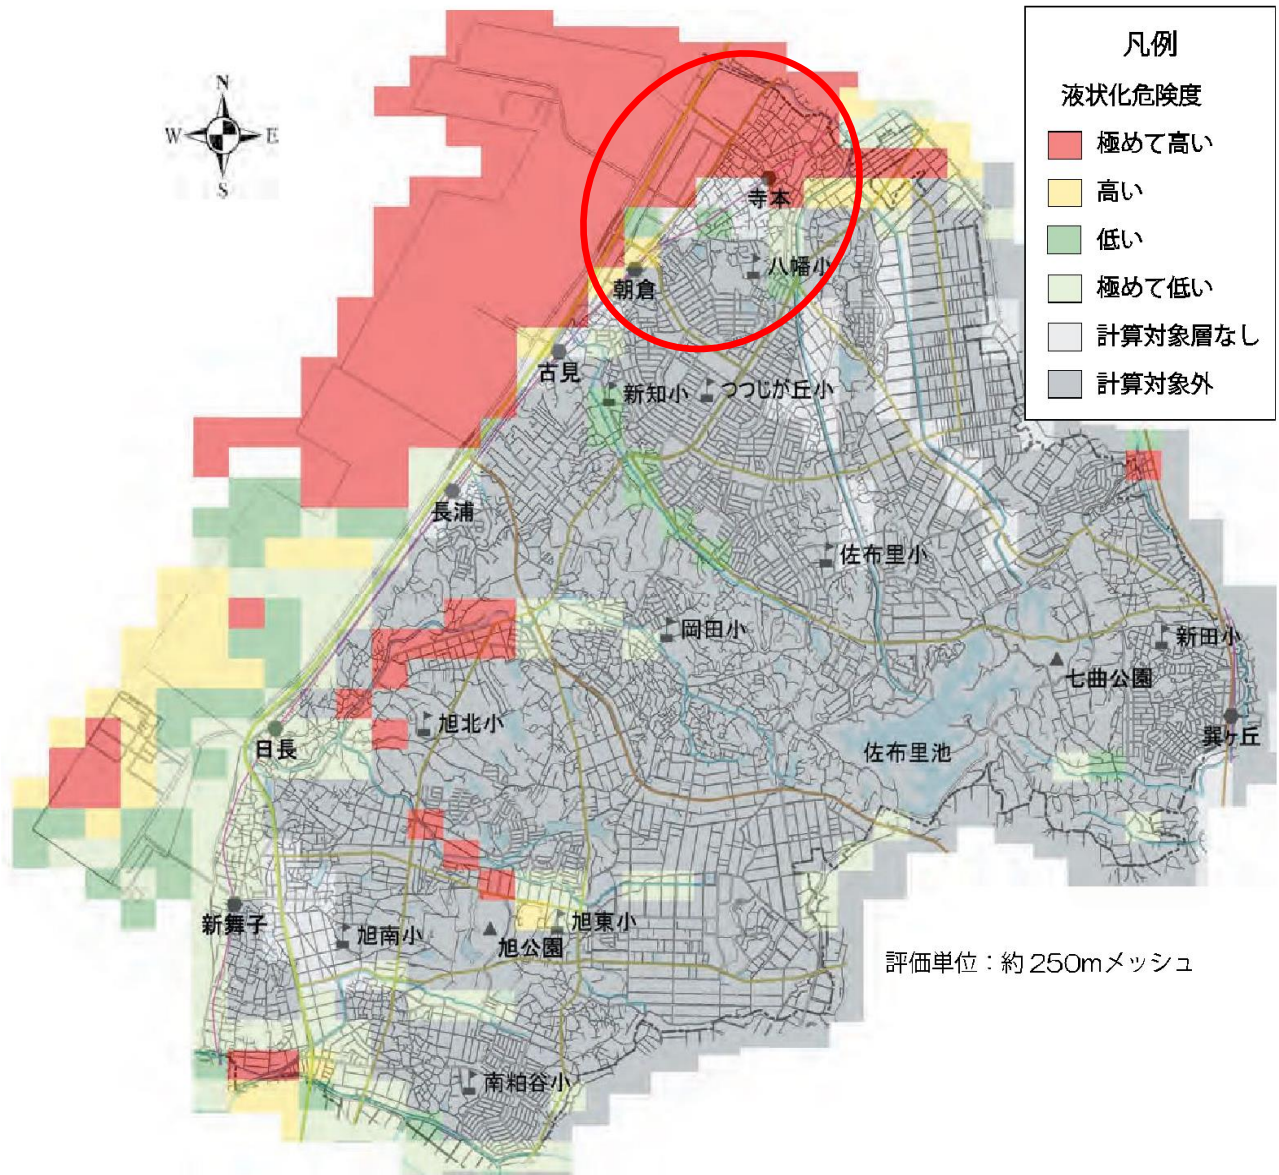 凡例
液状化危険度
極めて高い
高い
低い
極めて低い
計算対象層なし
計算対象外
N
W E
S
寺本
八幡小
朝倉
古見
新知小
つつじが丘小
長浦
佐布里小
岡田小
新田小
七曲公園
旭北小
日長
巽ヶ丘
佐布里池
新舞子
旭南小
旭公園
旭東小
評価単位：約250mメッシュ
南粕谷小